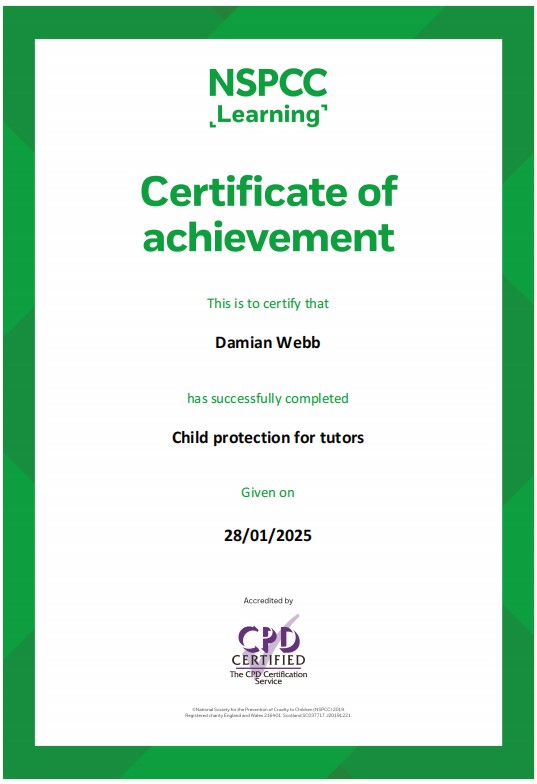 NSPCC
Learning
Certificate of
achievement
This is to certify that
Damian Webb
has successfully completed
Child protection for tutors
Given on
28/01/2025
Accredited by
CPD
CERTIFIED
The CPD Certification
Service
©National Society for the Prevention of Cruelty to Children (NSPCC) 2019.
Registered charity England and Wales 216401. Scotland SC037717. J20191221.